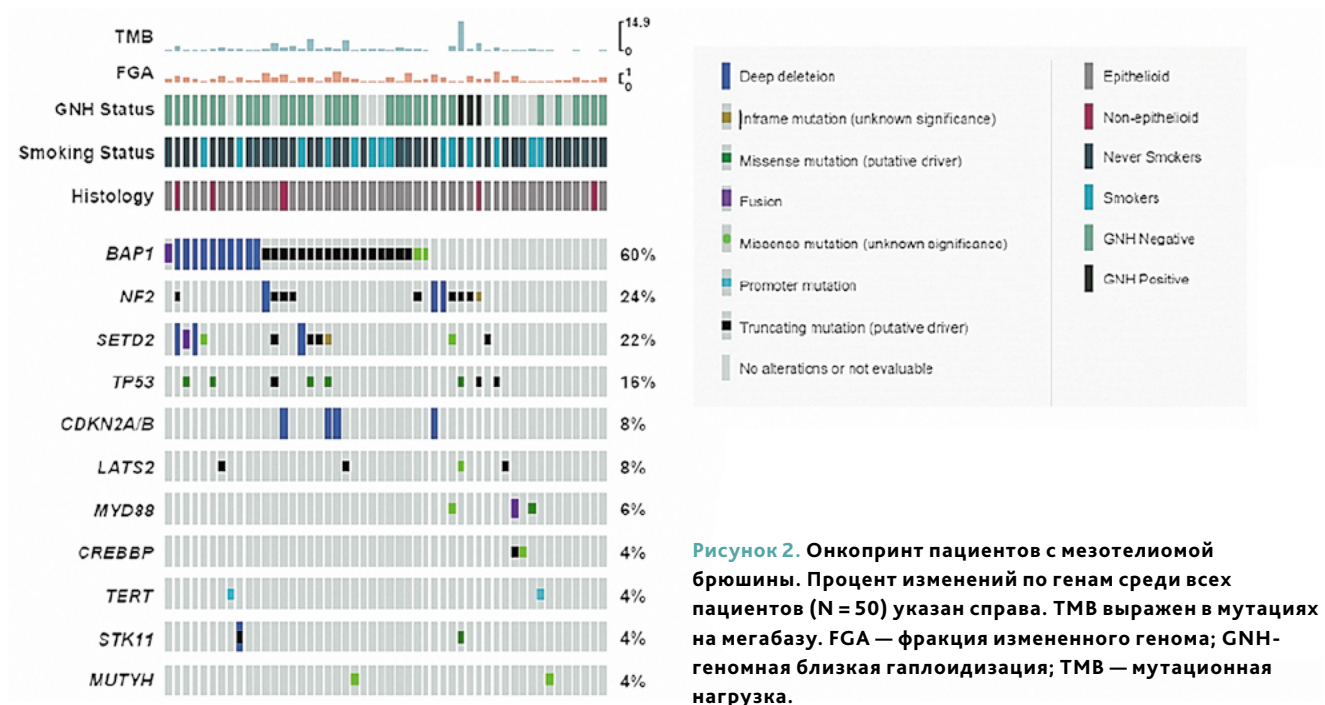 TMB
14.9
0
FGA
1
0
GNH Status
Smoking Status
Histology
BAP1 60%
NF2 24%
SETD2 22%
TP53 16%
CDKN2A/B 8%
LATS2 8%
MYD88 6%
CREBBP 4%
TERT 4%
STK11 4%
MUTYH 4%
Deep deleteion
Inframe mutation (unknown significance)
Missense mutation (putative driver)
Fusion
Missence mutation (unknown significance)
Promoter mutation
Truncating mutation (putative driver)
No alterations or not evaluable
Epithelioid
Non-epithelioid
Never Smokers
Smokers
GNH Negative
GNH Positive
Рисунок 2. Онкопринт пациентов с мезотелиомой
брюшины. Процент изменений по генам среди всех
пациентов (N = 50) указан справа. TMB выражен в мутациях
на мегабазу. FGA — фракция измененного генома; GNH-
геномная близкая гаплоидизация; TMB — мутационная
нагрузка.